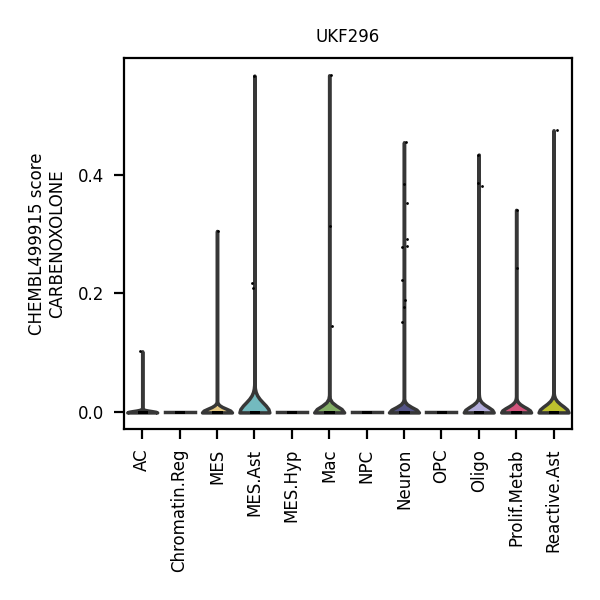 UKF296
CHEMBL499915 score
CARBENOXOLONE
0.4
0.2
0.0
AC
Chromatin.Reg
MES
MES.Ast
MES.Hyp
Mac
NPC
Neuron
OPC
Oligo
Prolif.Metab
Reactive.Ast